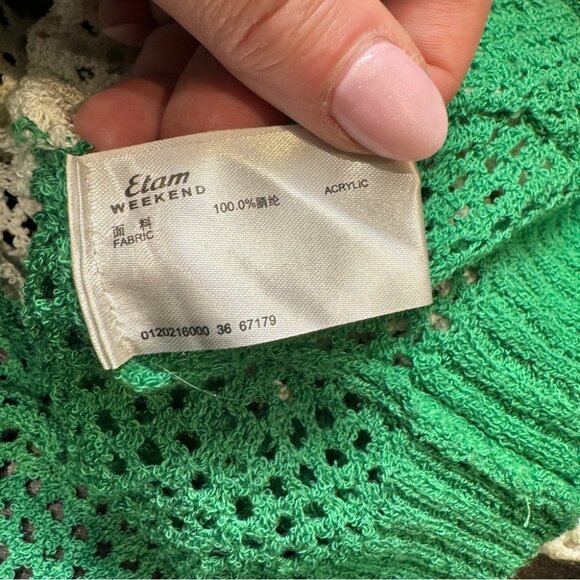 Etam
WEEKEND
面 料 100.0%腈纶 ACRYLIC
FABRIC
0120216000 36 67179